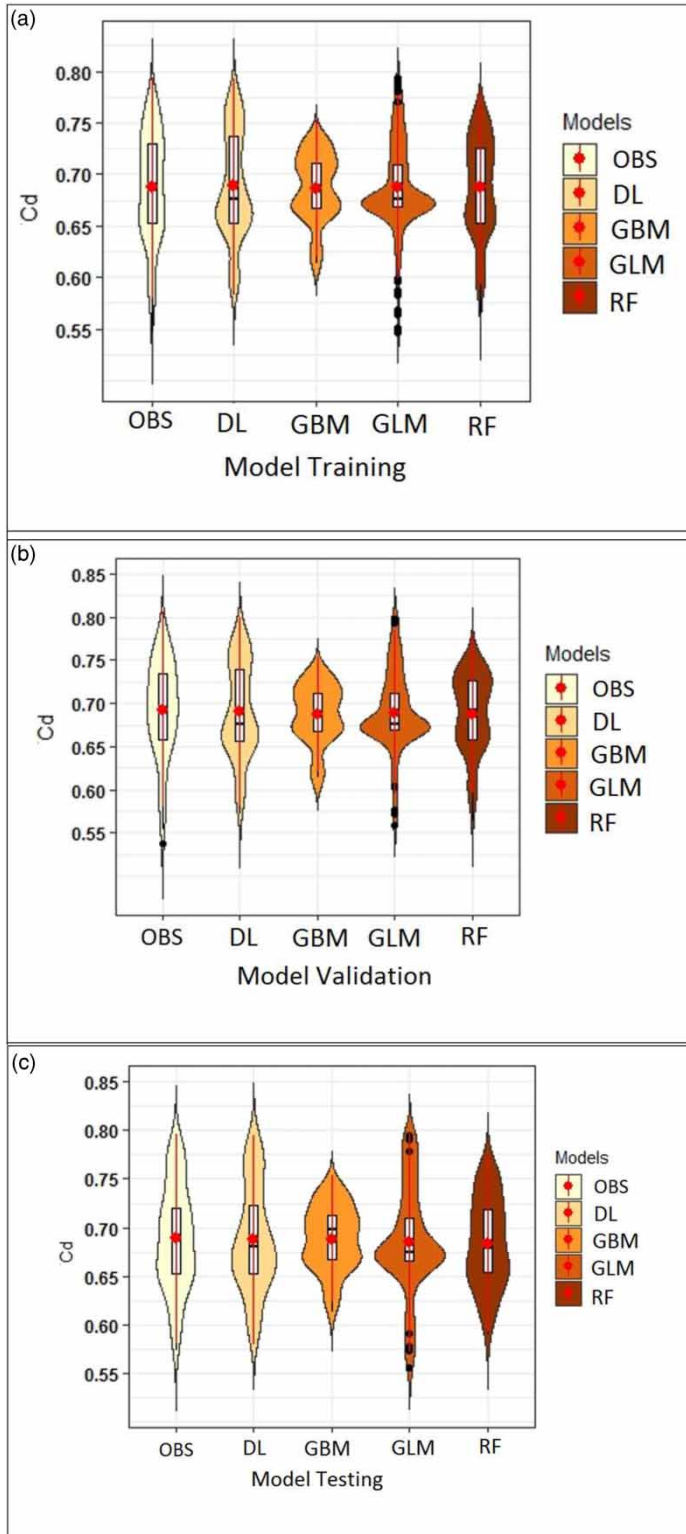 (a)
0.80
0.75
0.70
0.65
0.60
0.55
Cd
OBS DL GBM GLM RF
Model Training
Models
OBS
DL
GBM
GLM
RF
(b)
0.85
0.80
0.75
0.70
0.65
0.60
0.55
Cd
OBS DL GBM GLM RF
Model Validation
Models
OBS
DL
GBM
GLM
RF
(c)
0.85
0.80
0.75
0.70
0.65
0.60
0.55
Cd
OBS DL GBM GLM RF
Model Testing
Models
OBS
DL
GBM
GLM
RF